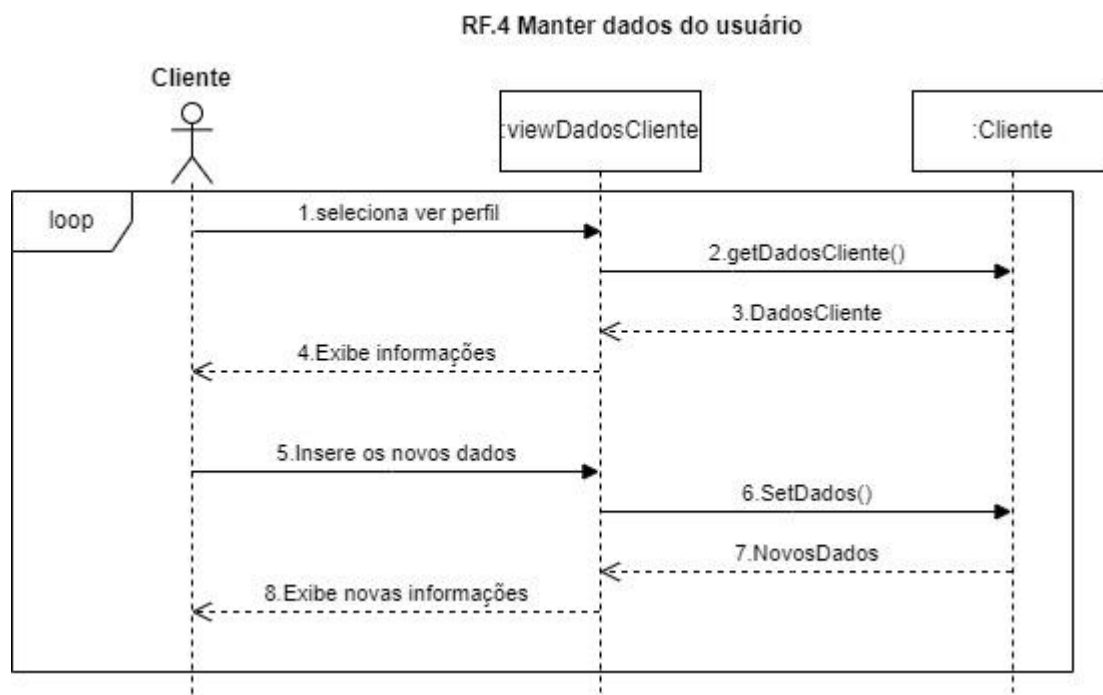 RF.4 Manter dados do usuário
Cliente
:viewDadosCliente
:Cliente
loop
1.seleciona ver perfil
2.getDadosCliente()
3.DadosCliente
4.Exibe informações
5.Insere os novos dados
6.SetDados()
7.NovosDados
8.Exibe novas informações